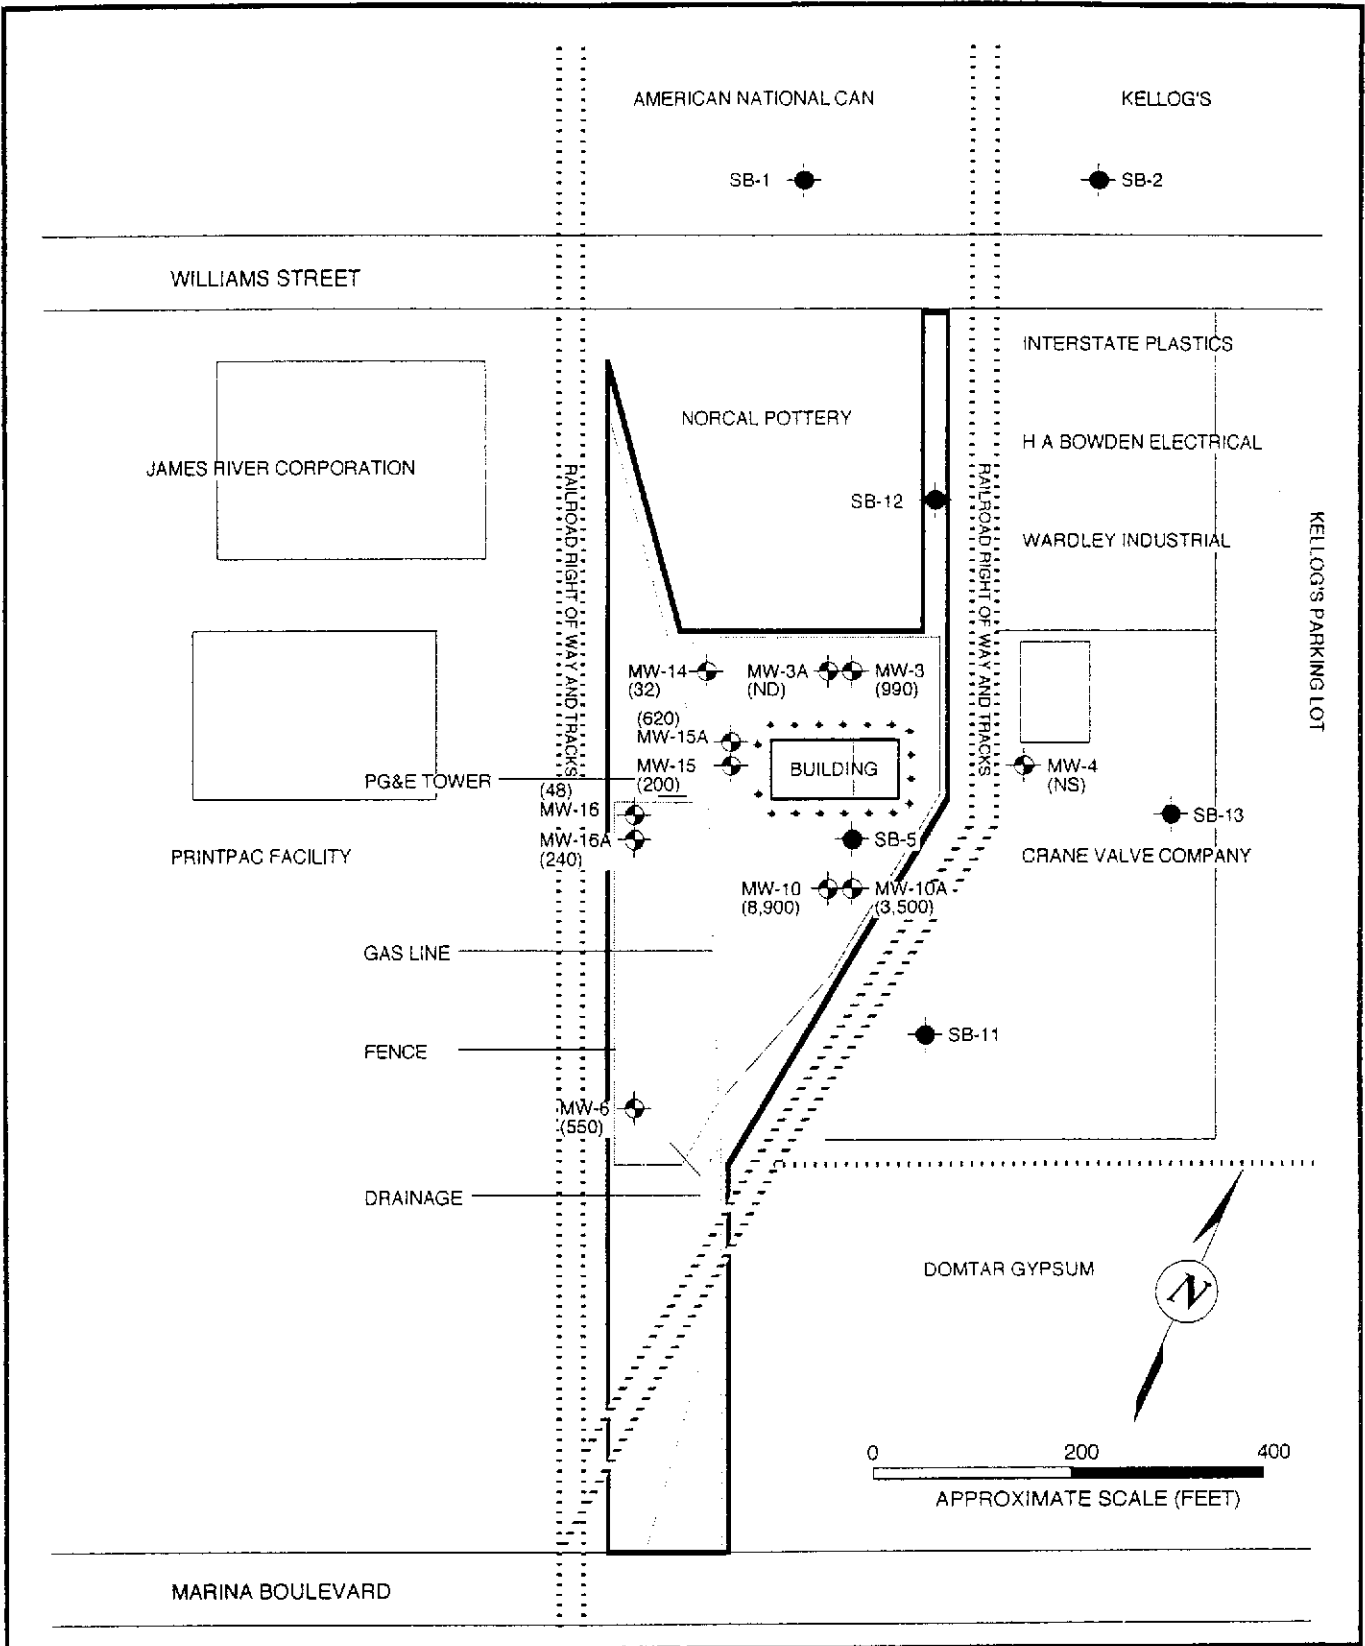 AMERICAN NATIONAL CAN
KELLOG'S
SB-1
SB-2
WILLIAMS STREET
INTERSTATE PLASTICS
NORCAL POTTERY
H A BOWDEN ELECTRICAL
JAMES RIVER CORPORATION
RAILROAD RIGHT OF WAY AND TRACKS
SB-12
RAILROAD RIGHT OF WAY AND TRACKS
WARDLEY INDUSTRIAL
KELLOG'S PARKING LOT
MW-14
(32)
MW-3A
(ND)
MW-3
(990)
(620)
MW-15A
MW-15
(200)
BUILDING
MW-4
(NS)
PG&E TOWER
(48)
MW-16
MW-16A
(240)
SB-5
SB-13
PRINTPAC FACILITY
CRANE VALVE COMPANY
MW-10
(8,900)
MW-10A
(3,500)
GAS LINE
SB-11
FENCE
MW-6
(550)
DRAINAGE
DOMTAR GYPSUM
N
0 200 400
APPROXIMATE SCALE (FEET)
MARINA BOULEVARD